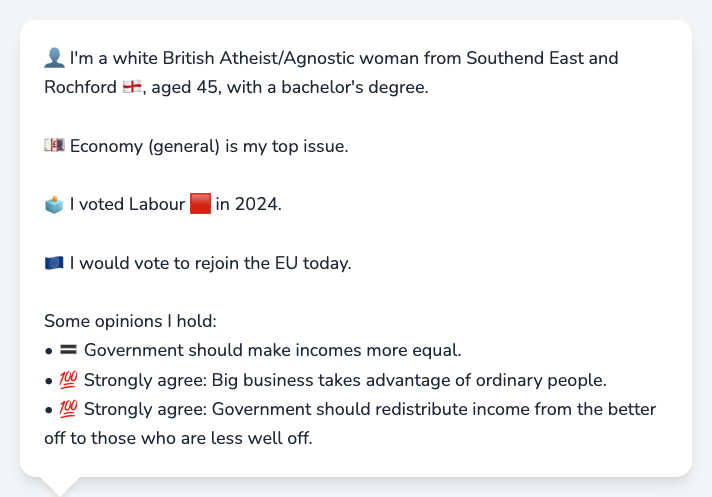 👤 I'm a white British Atheist/Agnostic woman from Southend East and
Rochford 🏴󠁧󠁢󠁥󠁮󠁧󠁿, aged 45, with a bachelor's degree.
💷 Economy (general) is my top issue.
🗳️ I voted Labour 🟥 in 2024.
🇪🇺 I would vote to rejoin the EU today.
Some opinions I hold:
• 🟰 Government should make incomes more equal.
• 💯 Strongly agree: Big business takes advantage of ordinary people.
• 💯 Strongly agree: Government should redistribute income from the better
off to those who are less well off.